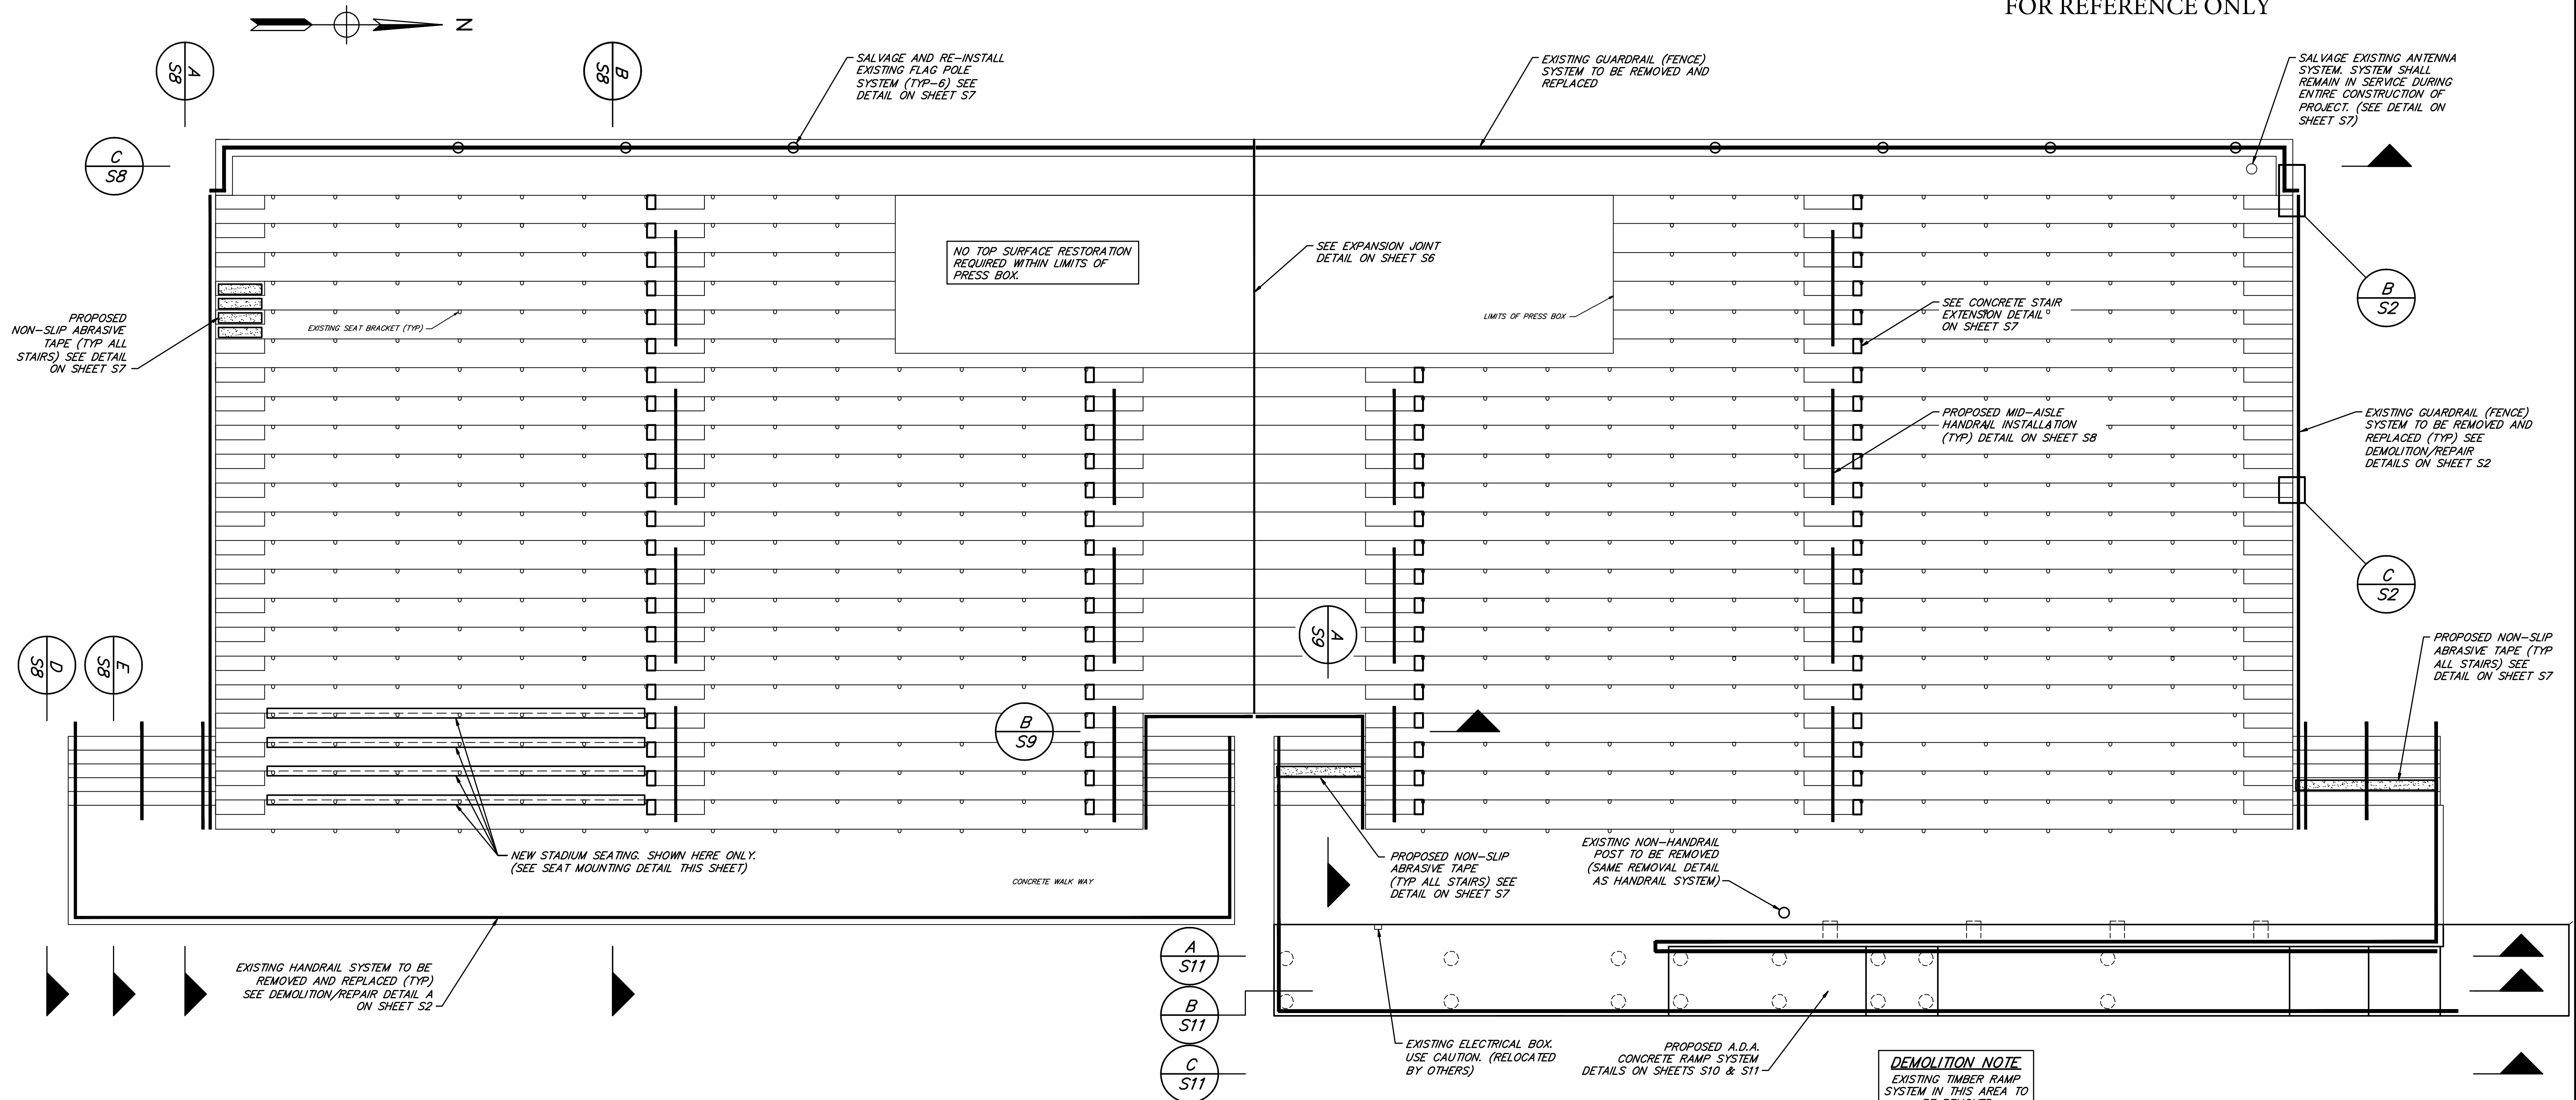 FOR REFERENCE ONLY
N
A
S8
B
S8
C
S8
SALVAGE AND RE-INSTALL
EXISTING FLAG POLE
SYSTEM (TYP-6) SEE
DETAIL ON SHEET S7
EXISTING GUARDRAIL (FENCE)
SYSTEM TO BE REMOVED AND
REPLACED
SALVAGE EXISTING ANTENNA
SYSTEM. SYSTEM SHALL
REMAIN IN SERVICE DURING
ENTIRE CONSTRUCTION OF
PROJECT. (SEE DETAIL ON
SHEET S7)
NO TOP SURFACE RESTORATION
REQUIRED WITHIN LIMITS OF
PRESS BOX.
SEE EXPANSION JOINT
DETAIL ON SHEET S6
LIMITS OF PRESS BOX
SEE CONCRETE STAIR
EXTENSION DETAIL
ON SHEET S7
B
S2
PROPOSED
NON-SLIP ABRASIVE
TAPE (TYP ALL
STAIRS) SEE DETAIL
ON SHEET S7
EXISTING SEAT BRACKET (TYP)
PROPOSED MID-AISLE
HANDRAIL INSTALLATION
(TYP) DETAIL ON SHEET S8
EXISTING GUARDRAIL (FENCE)
SYSTEM TO BE REMOVED AND
REPLACED (TYP) SEE
DEMOLITION/REPAIR
DETAILS ON SHEET S2
C
S2
D
S8
E
S8
A
S9
B
S9
PROPOSED NON-SLIP
ABRASIVE TAPE (TYP
ALL STAIRS) SEE
DETAIL ON SHEET S7
NEW STADIUM SEATING. SHOWN HERE ONLY.
(SEE SEAT MOUNTING DETAIL THIS SHEET)
CONCRETE WALK WAY
PROPOSED NON-SLIP
ABRASIVE TAPE
(TYP ALL STAIRS) SEE
DETAIL ON SHEET S7
EXISTING NON-HANDRAIL
POST TO BE REMOVED
(SAME REMOVAL DETAIL
AS HANDRAIL SYSTEM)
EXISTING HANDRAIL SYSTEM TO BE
REMOVED AND REPLACED (TYP)
SEE DEMOLITION/REPAIR DETAIL A
ON SHEET S2
A
S11
B
S11
C
S11
EXISTING ELECTRICAL BOX.
USE CAUTION. (RELOCATED
BY OTHERS)
PROPOSED A.D.A.
CONCRETE RAMP SYSTEM
DETAILS ON SHEETS S10 & S11
DEMOLITION NOTE
EXISTING TIMBER RAMP
SYSTEM IN THIS AREA TO